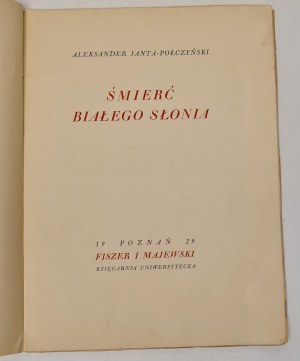 ALEKSANDER JANTA-POŁCZYŃSKI
ŚMIERĆ
BIAŁEGO SŁONIA
19 POZNAŃ 29
FISZER I MAJEWSKI
KSIĘGARNIA UNIWERSYTECKA